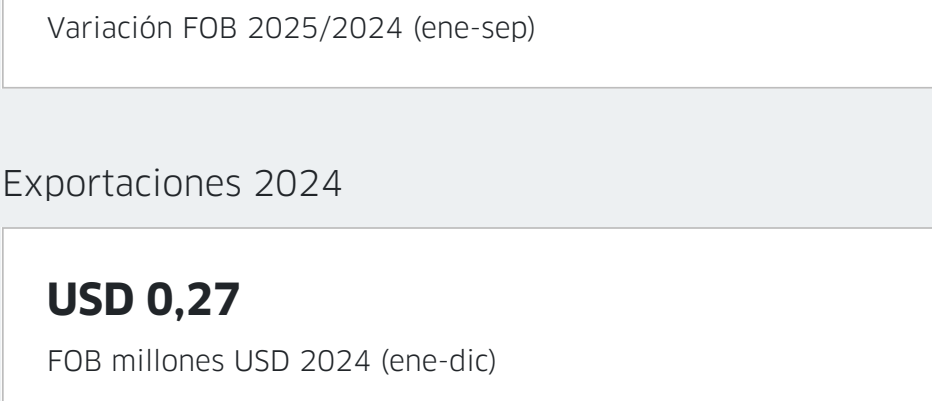 Variación FOB 2025/2024 (ene-sep)
Exportaciones 2024
USD 0,27
FOB millones USD 2024 (ene-dic)